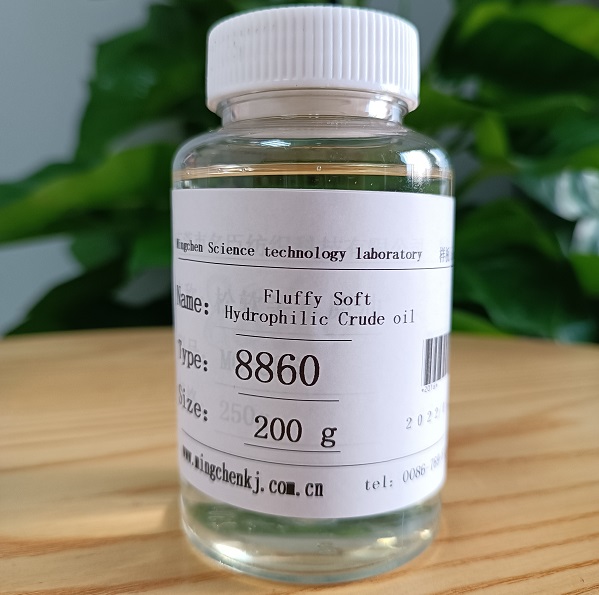 Mingchen Science technology laboratory
Name: Fluffy Soft
Hydrophilic Crude oil
Type: 8860
Size: 200 g
2022
www.mingchenkj.com.cn
tel: 0086-